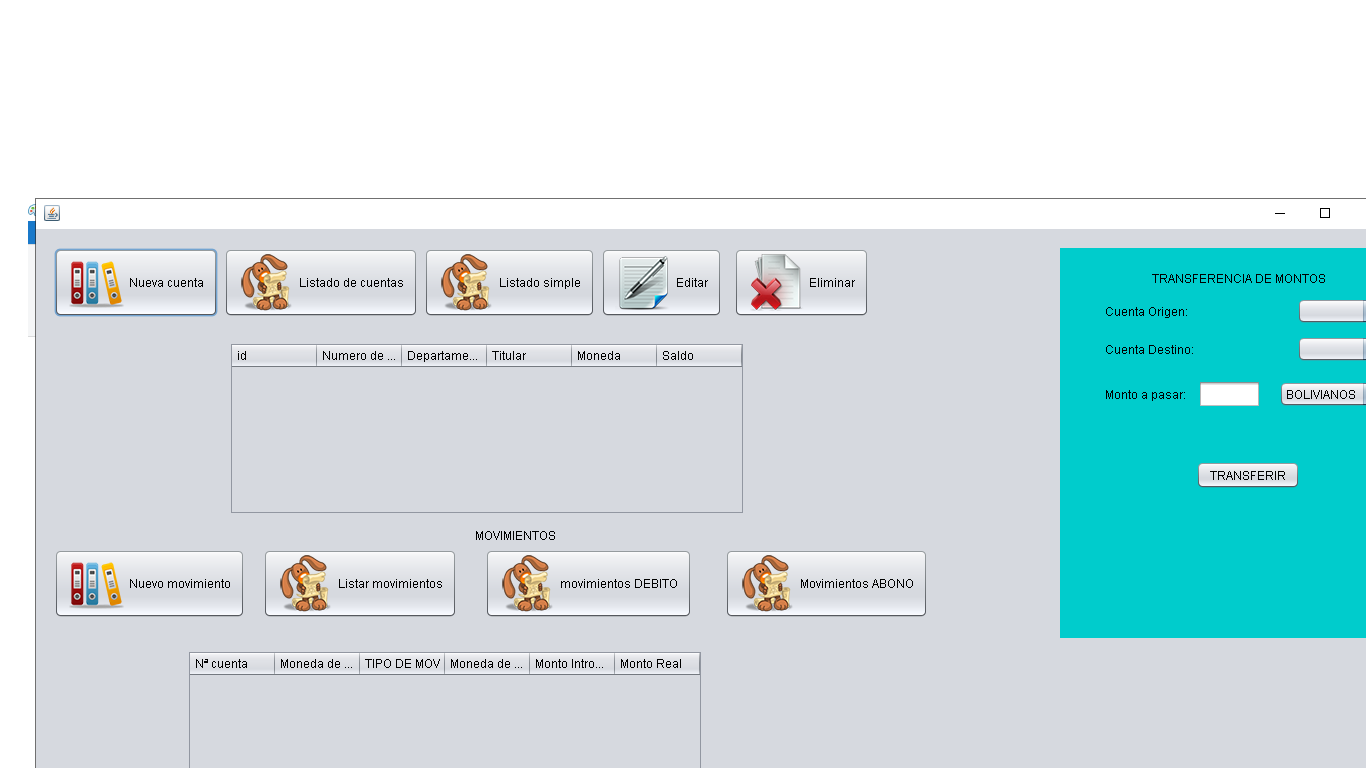 Nueva cuenta
Listado de cuentas
Listado simple
Editar
Eliminar
id
Numero de ...
Departame...
Titular
Moneda
Saldo
MOVIMIENTOS
Nuevo movimiento
Listar movimientos
movimientos DEBITO
Movimientos ABONO
Nª cuenta
Moneda de ...
TIPO DE MOV
Moneda de ...
Monto Intro...
Monto Real
TRANSFERENCIA DE MONTOS
Cuenta Origen:
Cuenta Destino:
Monto a pasar:
BOLIVIANOS
TRANSFERIR